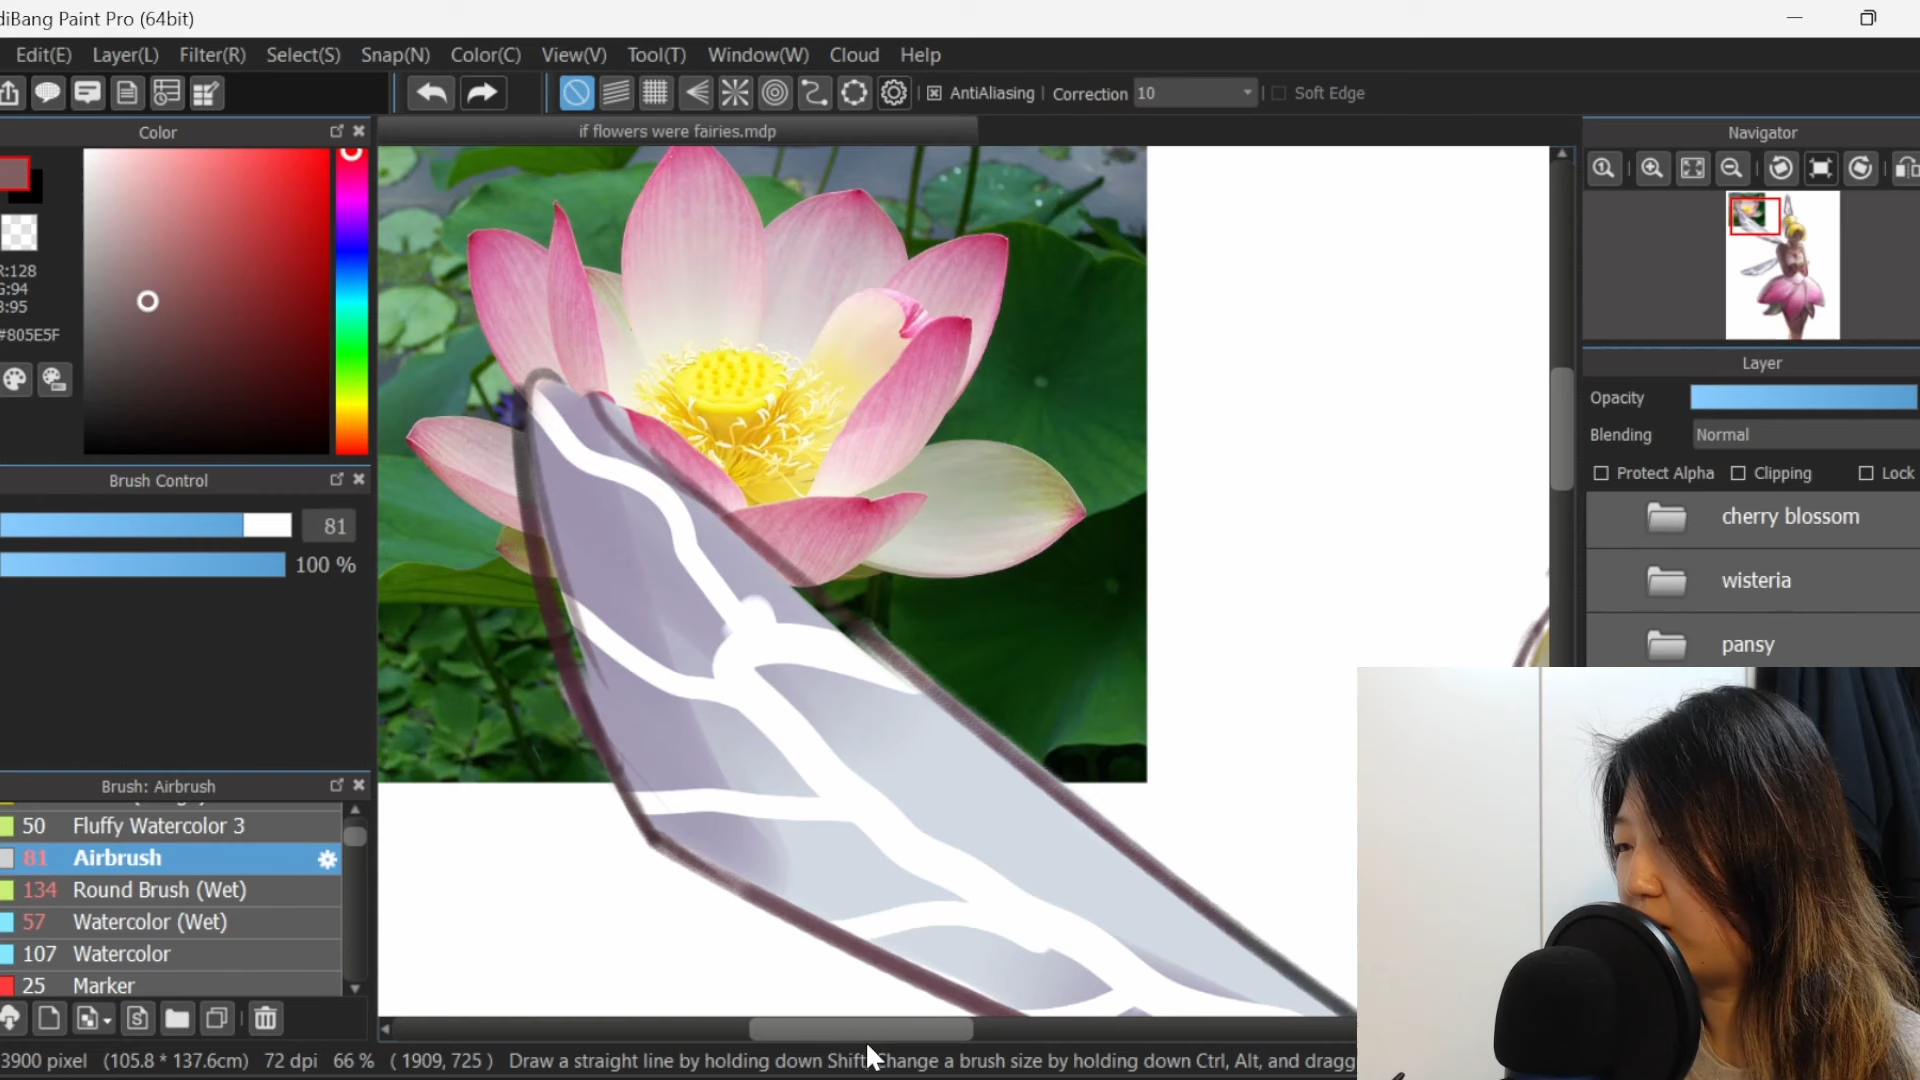 diBang Paint Pro (64bit)
Edit(E) Layer(L) Filter(R) Select(S) Snap(N) Color(C) View(V) Tool(T) Window(W) Cloud Help
AntiAliasing Correction 10 Soft Edge
Color
if flowers were fairies.mdp
Navigator
R:128
G:94
B:95
#805E5F
Layer
Opacity
Blending Normal
Protect Alpha Clipping Lock
cherry blossom
wisteria
pansy
Brush Control
81
100 %
Brush: Airbrush
50 Fluffy Watercolor 3
81 Airbrush
134 Round Brush (Wet)
57 Watercolor (Wet)
107 Watercolor
25 Marker
3900 pixel (105.8 * 137.6cm) 72 dpi 66 % ( 1909, 725 ) Draw a straight line by holding down Shift, Change a brush size by holding down Ctrl, Alt, and dragg